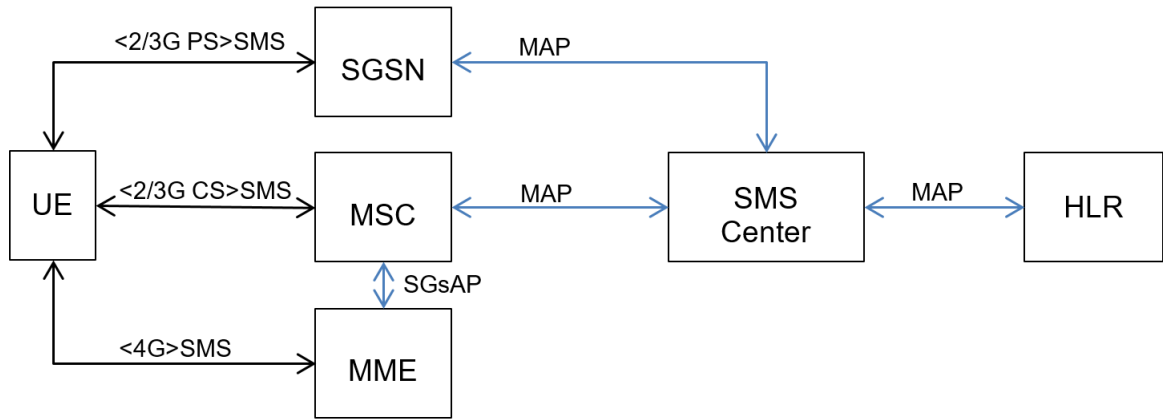 <2/3G PS>SMS
MAP
SGSN
UE
<2/3G CS>SMS
MSC
MAP
SMS
Center
MAP
HLR
SGsAP
<4G>SMS
MME